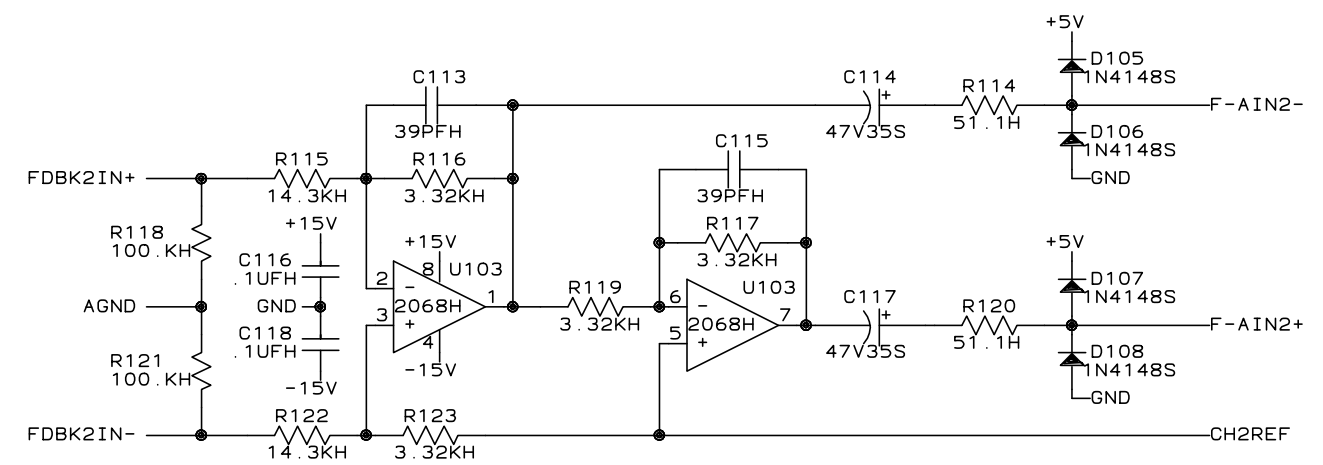 +5V
D105
1N4148S
C113
39PFH
C114
47V35S
R114
51.1H
F-AIN2-
D106
1N4148S
GND
C115
39PFH
FDBK2IN+
R115
14.3KH
R116
3.32KH
R118
100.KH
+15V
C116
.1UFH
+15V
8
U103
2
-
2068H
1
3
+
4
-15V
R117
3.32KH
AGND
GND
C118
.1UFH
-15V
R119
3.32KH
6
-
U103
2068H
7
5
+
C117
47V35S
R120
51.1H
+5V
D107
1N4148S
F-AIN2+
D108
1N4148S
GND
R121
100.KH
FDBK2IN-
R122
14.3KH
R123
3.32KH
CH2REF